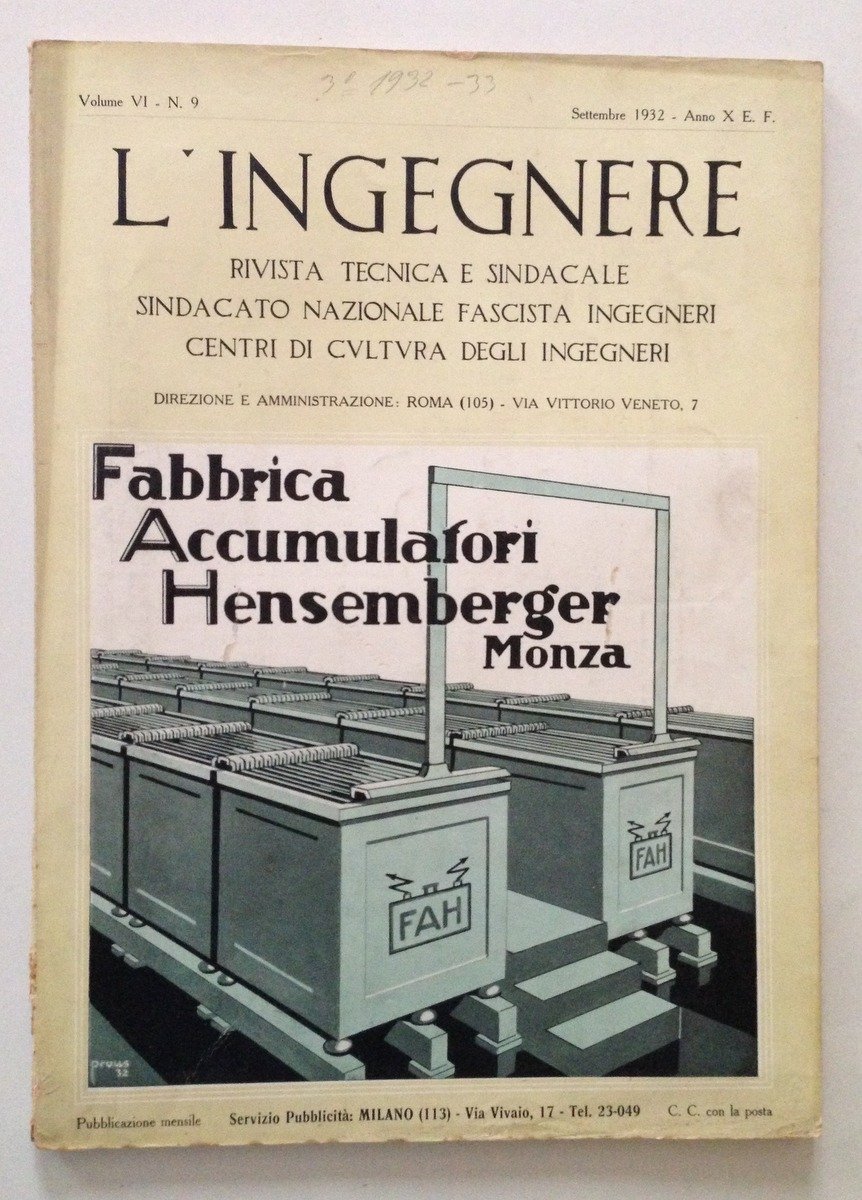 3º 1932 - 33
Volume VI - N. 9
Settembre 1932 - Anno X E. F.
L'INGEGNERE
RIVISTA TECNICA E SINDACALE
SINDACATO NAZIONALE FASCISTA INGEGNERI
CENTRI DI CVLTVRA DEGLI INGEGNERI
DIREZIONE E AMMINISTRAZIONE: ROMA (105) - VIA VITTORIO VENETO, 7
Fabbrica
Accumulatori
Hensemberger
Monza
FAH
FAH
32
Pubblicazione mensile
Servizio Pubblicità: MILANO (113) - Via Vivaio, 17 - Tel. 23-049
C. C. con la posta